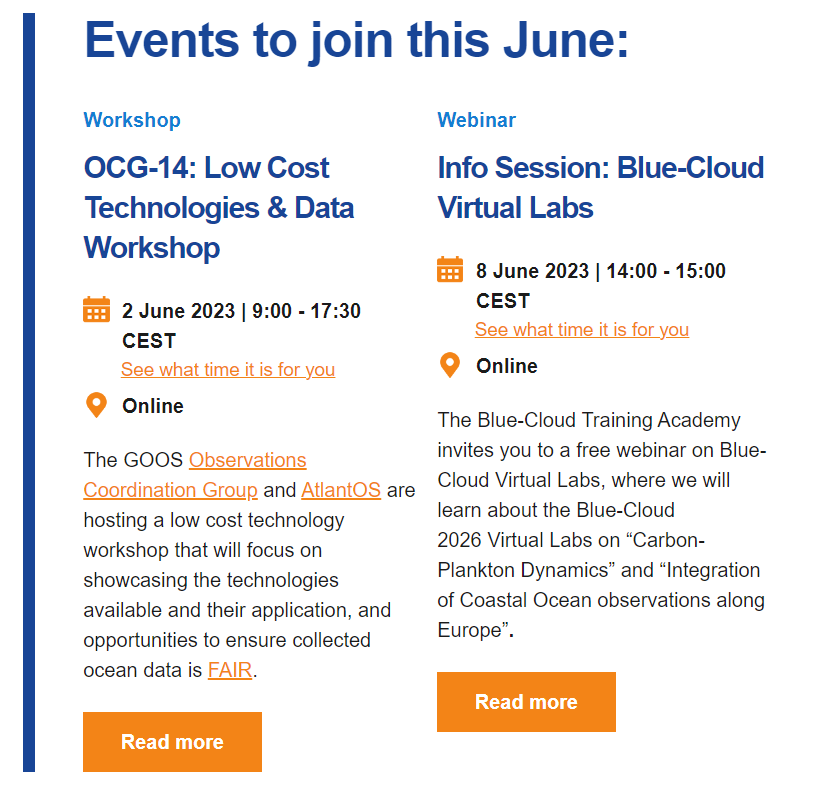 Events to join this June:
Workshop
OCG-14: Low Cost
Technologies & Data
Workshop
2 June 2023 | 9:00 - 17:30
CEST
See what time it is for you
Online
The GOOS Observations
Coordination Group and AtlantOS are
hosting a low cost technology
workshop that will focus on
showcasing the technologies
available and their application, and
opportunities to ensure collected
ocean data is FAIR.
Read more
Webinar
Info Session: Blue-Cloud
Virtual Labs
8 June 2023 | 14:00 - 15:00
CEST
See what time it is for you
Online
The Blue-Cloud Training Academy
invites you to a free webinar on Blue-
Cloud Virtual Labs, where we will
learn about the Blue-Cloud
2026 Virtual Labs on “Carbon-
Plankton Dynamics” and “Integration
of Coastal Ocean observations along
Europe”.
Read more